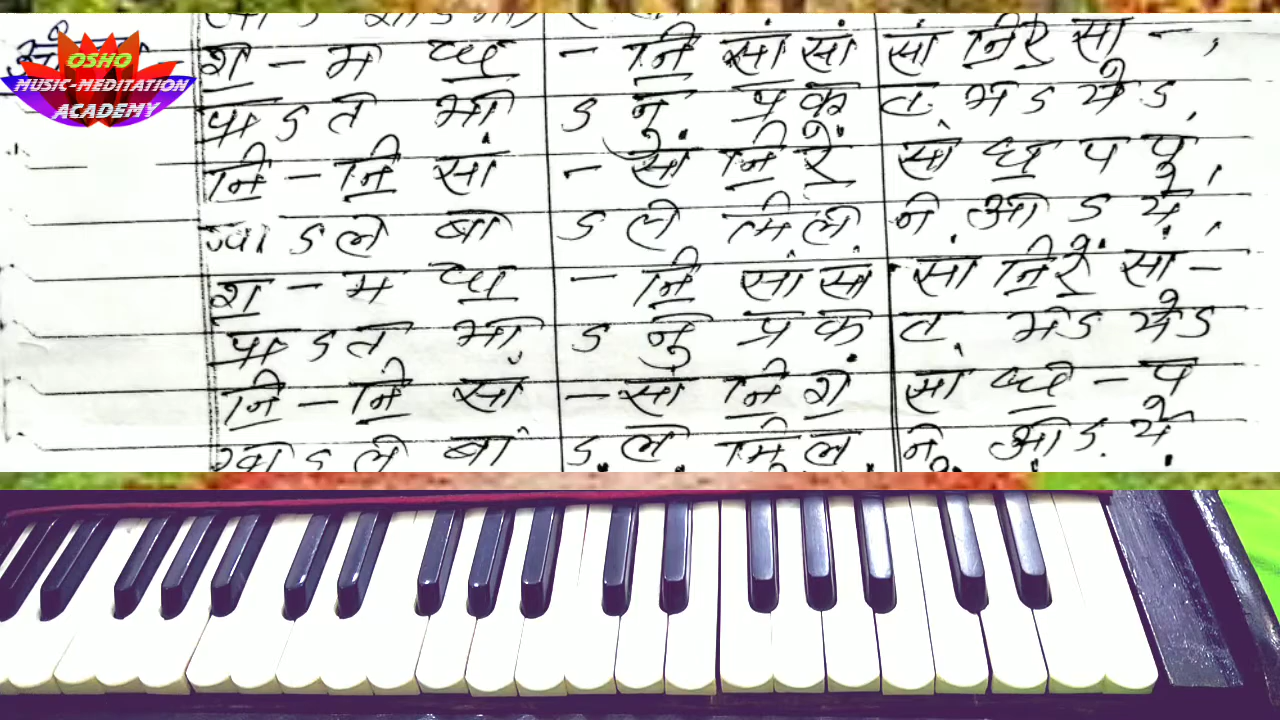 OSHO
MUSIC-MEDITATION
ACADEMY
ग॒ – म ध॒ – नि॒ सां सां सां नि॒ रें सां – ,
पा ऽ त भा ऽ नु प्र क ट भ ऽ ये ऽ ,
नि॒ – नि॒ सां – सां नि॒ रें सां ध॒ प प ,
ग्वा ऽ ल बा ऽ ल मिल ने आ ऽ ये ,
ग॒ – म ध॒ – नि॒ सां सां सां नि॒ रें सां –
पा ऽ त भा ऽ नु प्र क ट भ ऽ ये ऽ
नि॒ – नि॒ सां – सां नि॒ गं॒ सां ध॒ – प
ग्वा ऽ ल बा ऽ ल मिल ने आ ऽ ये